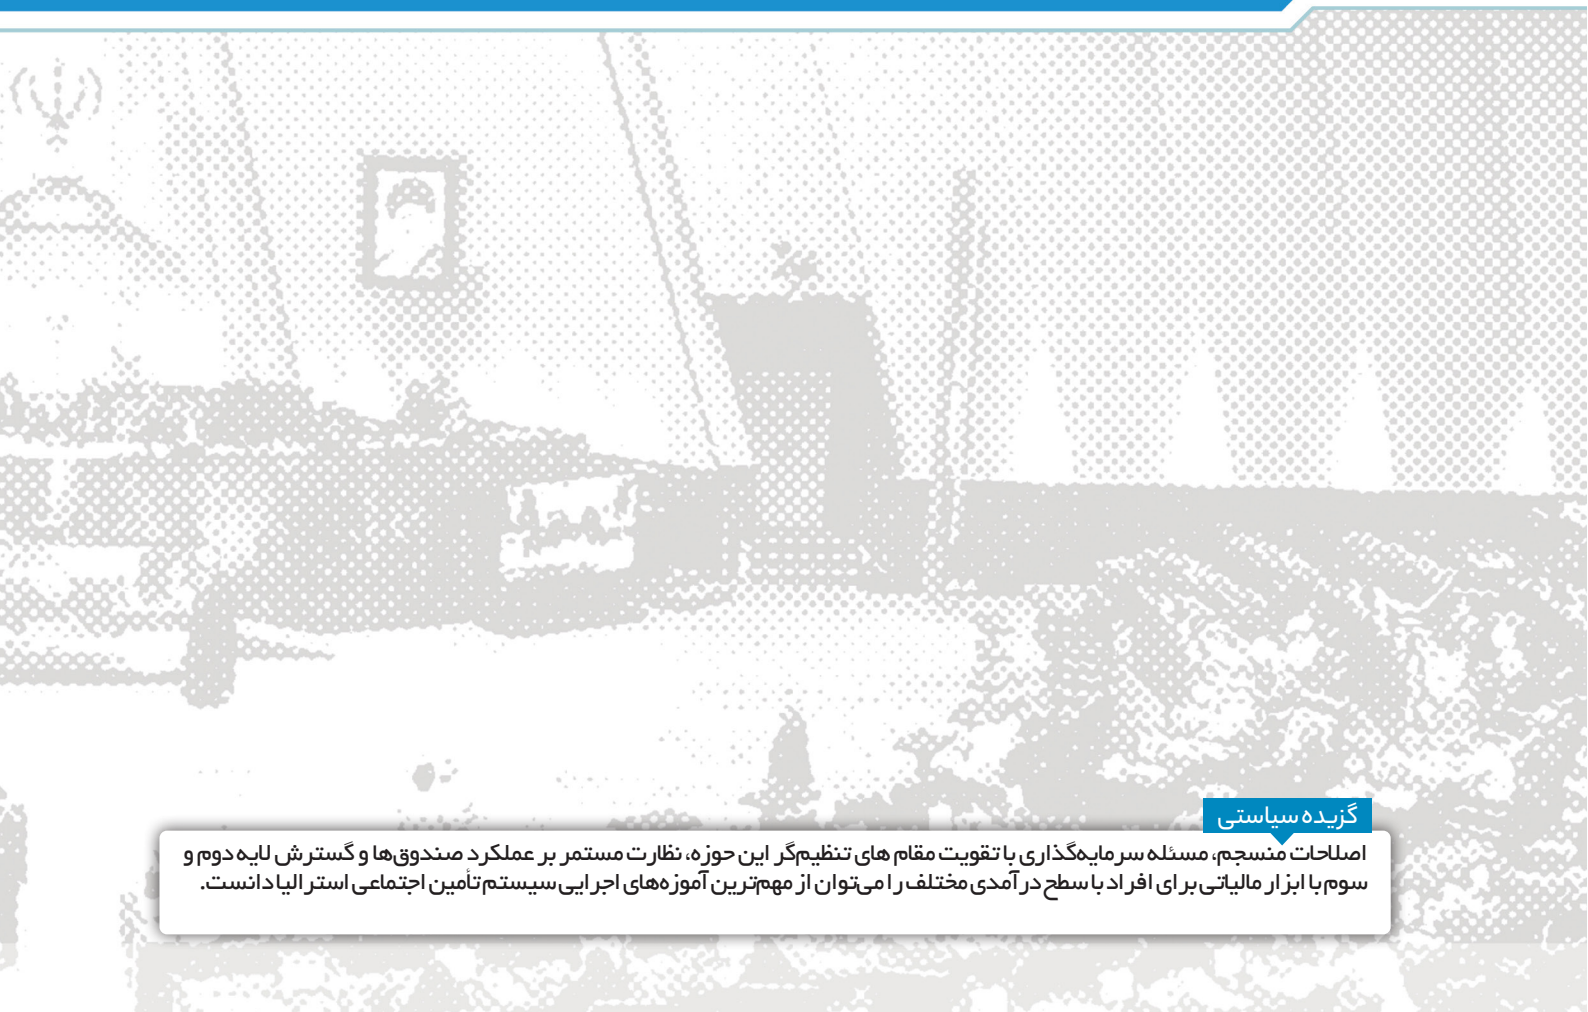 گزیده سیاستی
اصلاحات منسجم، مسئله سرمایه‌گذاری با تقویت مقام های تنظیم‌گر این حوزه، نظارت مستمر بر عملکرد صندوق‌ها و گسترش لایه دوم و
سوم با ابزار مالیاتی برای افراد با سطح درآمدی مختلف را می‌توان از مهم‌ترین آموزه‌های اجرایی سیستم تأمین اجتماعی استرالیا دانست.